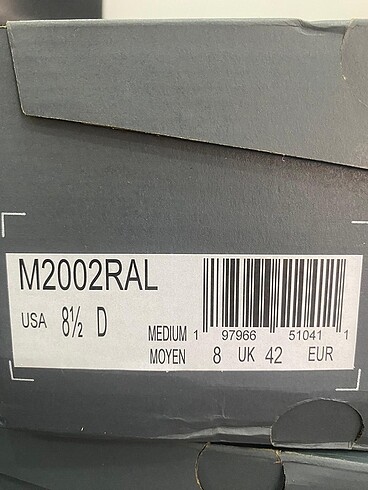 M2002RAL
USA 8½ D
MEDIUM 1 97966 51041 1
MOYEN 8 UK 42 EUR